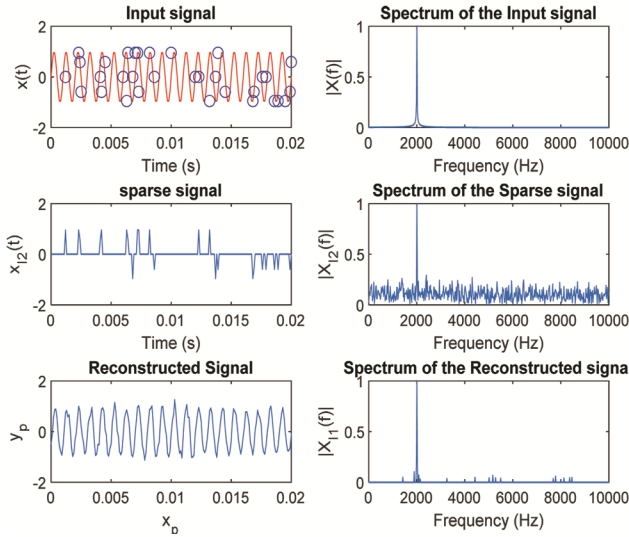 Input signal
x(t)
2
0
-2
0
0.005
0.01
0.015
0.02
Time (s)
Spectrum of the Input signal
|X(f)|
1
0.5
0
0
2000
4000
6000
8000
10000
Frequency (Hz)
sparse signal
x_l2(t)
2
0
-2
0
0.005
0.01
0.015
0.02
Time (s)
Spectrum of the Sparse signal
|X_l2(f)|
1
0.5
0
0
2000
4000
6000
8000
10000
Frequency (Hz)
Reconstructed Signal
y_p
2
0
-2
0
0.005
0.01
0.015
0.02
x_p
Spectrum of the Reconstructed signa
|X_l1(f)|
1
0.5
0
0
2000
4000
6000
8000
10000
Frequency (Hz)